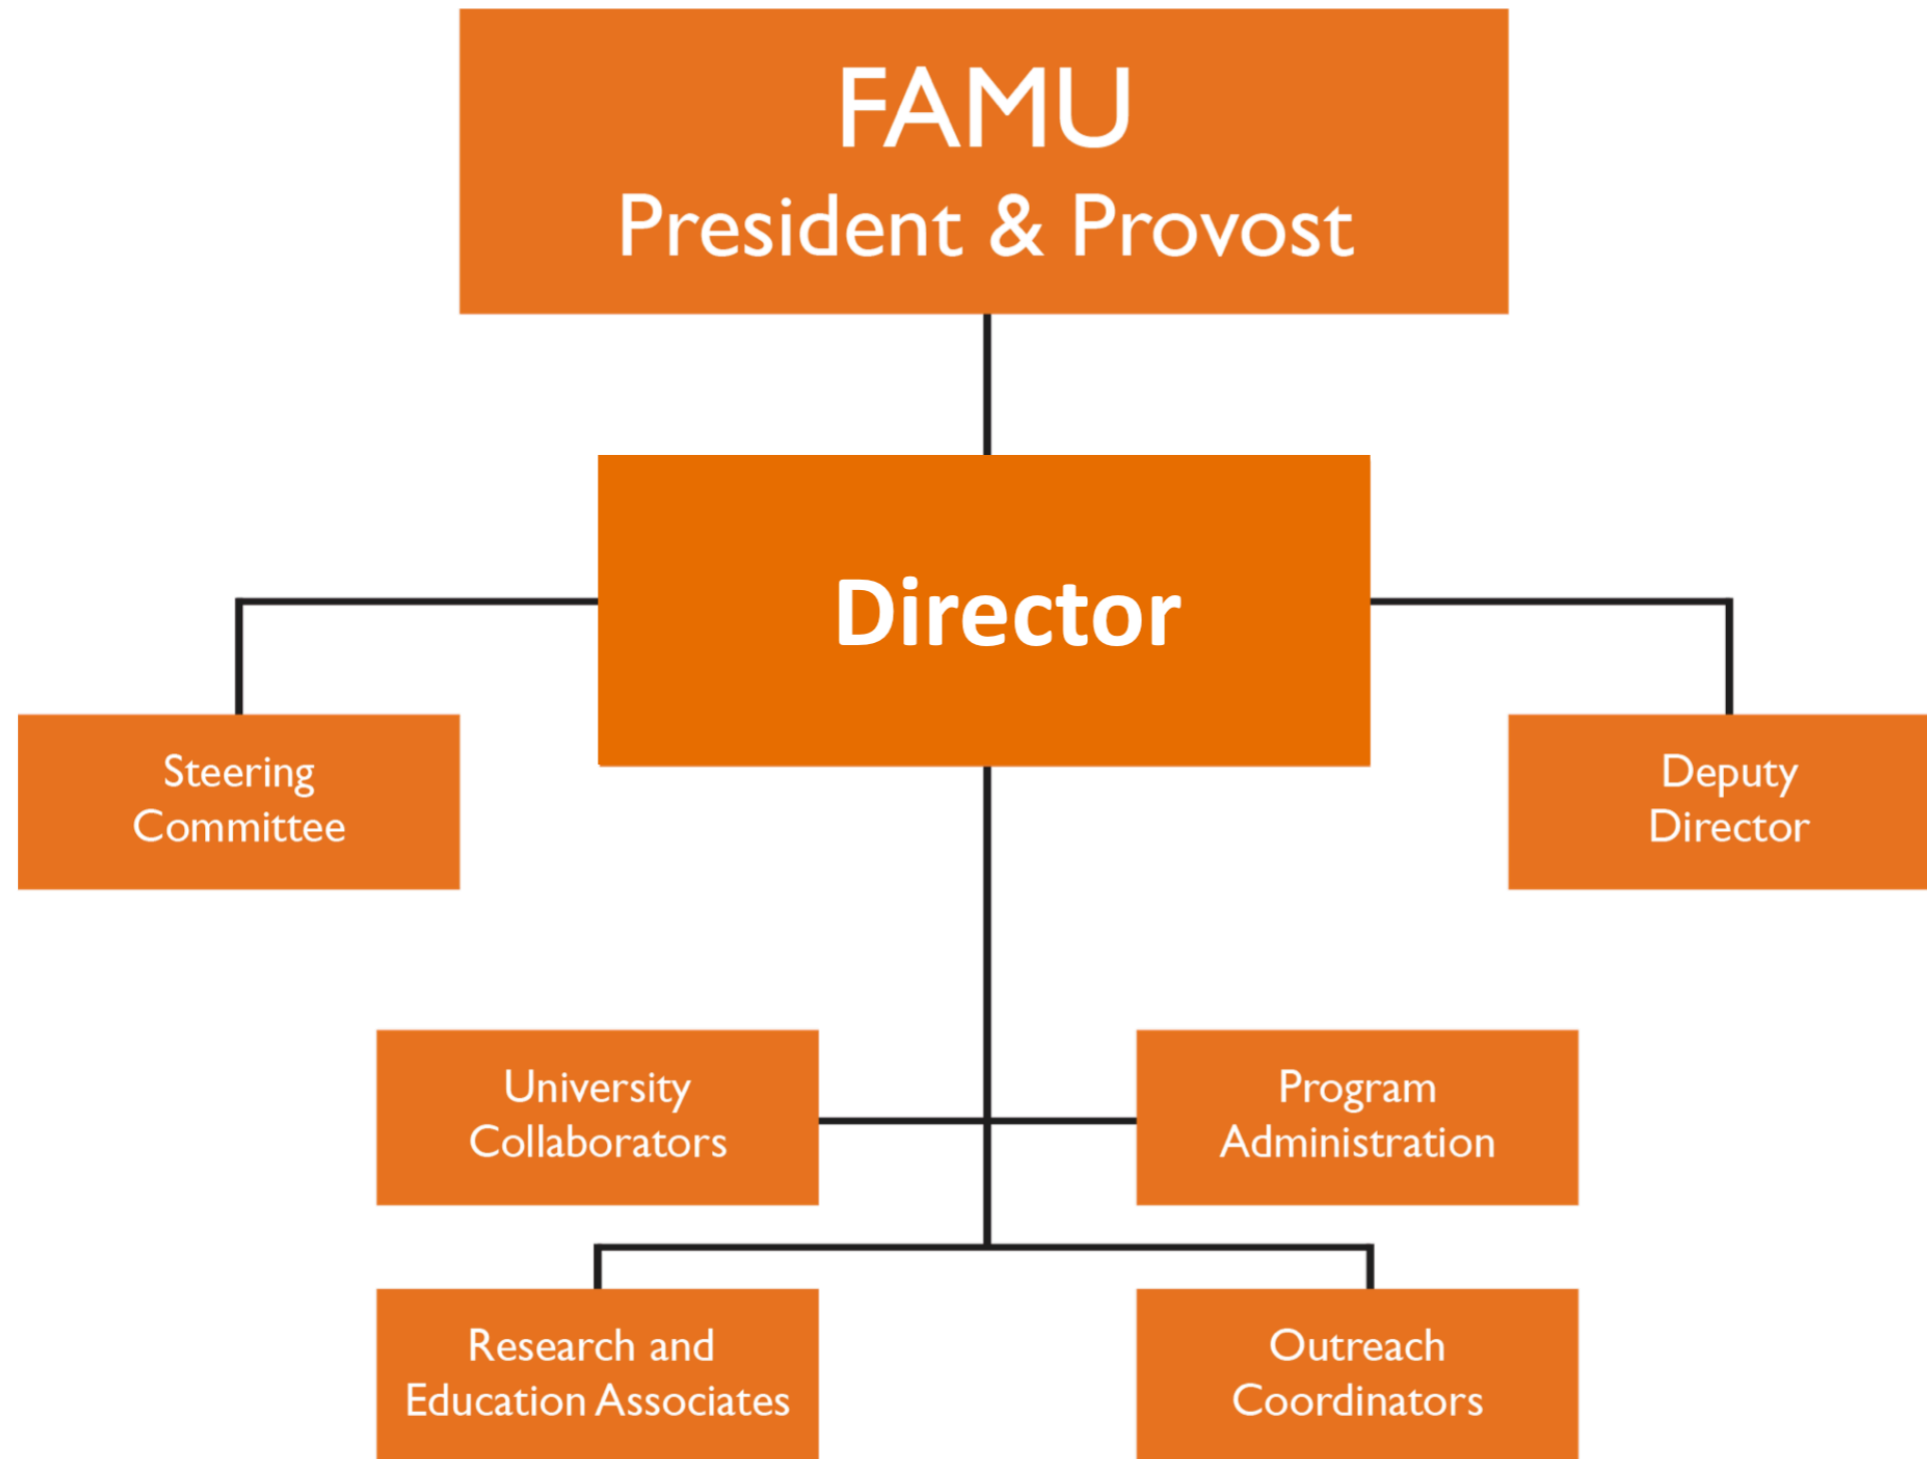 FAMU
President & Provost
Director
Steering
Committee
Deputy
Director
University
Collaborators
Program
Administration
Research and
Education Associates
Outreach
Coordinators